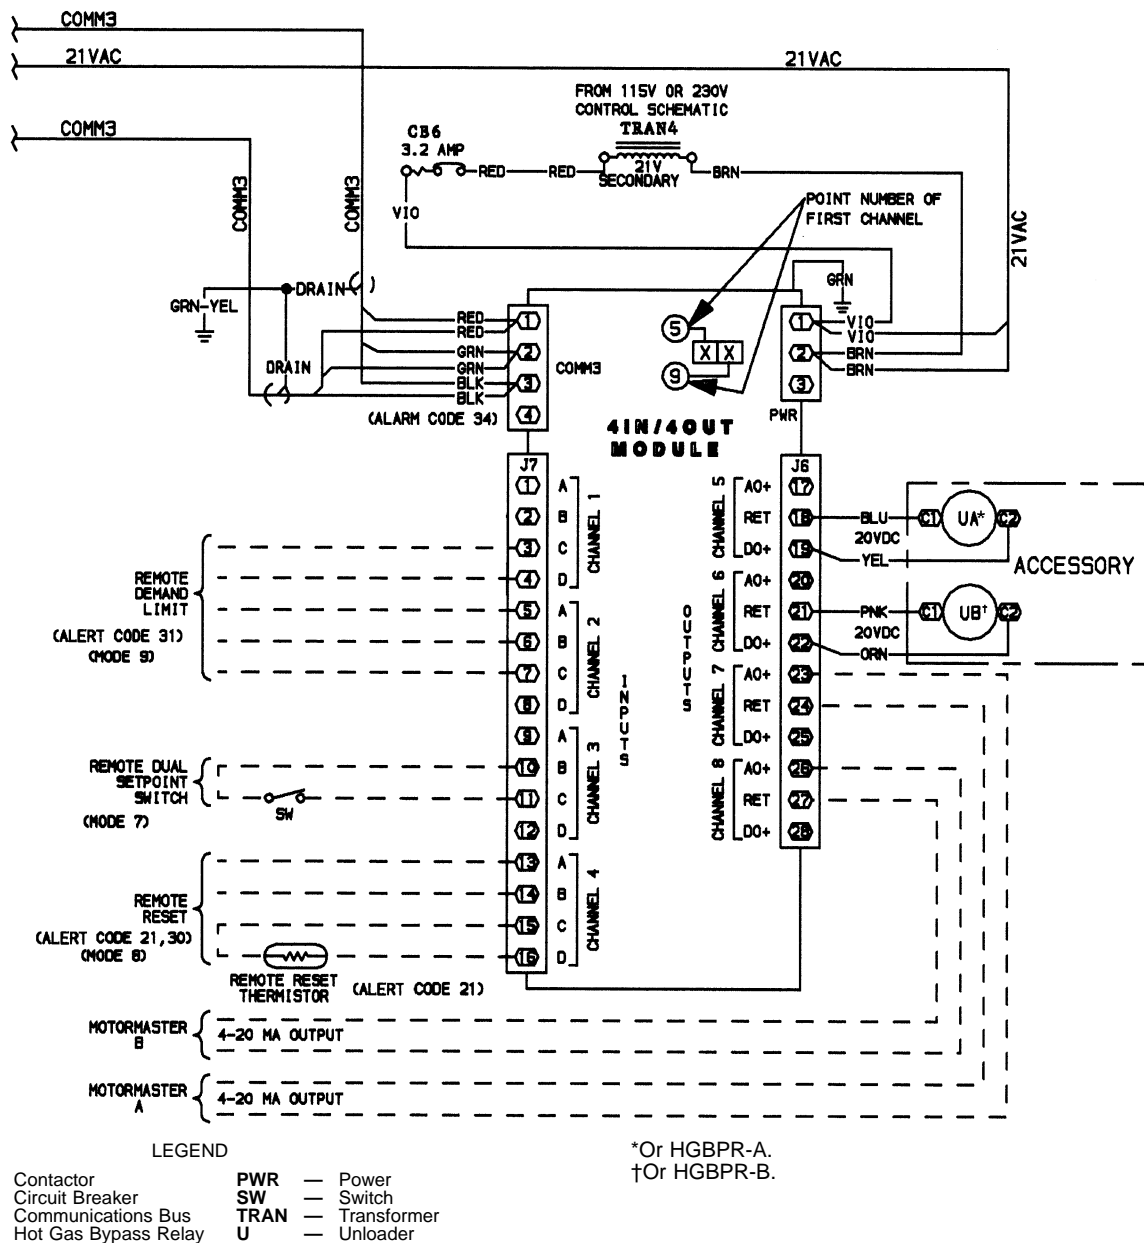 COMM3
21VAC
21VAC
COMM3
FROM 115V OR 230V
CONTROL SCHEMATIC
TRAN4
CB6
3.2 AMP
RED
RED
21V
SECONDARY
BRN
VIO
COMM3
COMM3
21VAC
POINT NUMBER OF
FIRST CHANNEL
DRAIN
GRN-YEL
DRAIN
GRN
RED
RED
GRN
GRN
BLK
BLK
1
2
3
4
COMM3
(ALARM CODE 34)
5
X X
9
1
2
3
VIO
VIO
BRN
BRN
PWR
4IN/4OUT
MODULE
J7
1 A
2 B
3 C
4 D
CHANNEL 1
5 A
6 B
7 C
8 D
CHANNEL 2
9 A
10 B
11 C
12 D
CHANNEL 3
13 A
14 B
15 C
16 D
CHANNEL 4
INPUTS
OUTPUTS
J6
CHANNEL 5
AO+ 17
RET 18
DO+ 19
CHANNEL 6
AO+ 20
RET 21
DO+ 22
CHANNEL 7
AO+ 23
RET 24
DO+ 25
CHANNEL 8
AO+ 26
RET 27
DO+ 28
BLU
20VDC
YEL
C1 UA* C2
ACCESSORY
PNK
20VDC
ORN
C1 UB† C2
REMOTE
DEMAND
LIMIT
(ALERT CODE 31)
(MODE 9)
REMOTE DUAL
SETPOINT
SWITCH
(MODE 7)
SW
REMOTE
RESET
(ALERT CODE 21,30)
(MODE 8)
REMOTE RESET
THERMISTOR
(ALERT CODE 21)
MOTORMASTER
B
4-20 MA OUTPUT
MOTORMASTER
A
4-20 MA OUTPUT
LEGEND
Contactor PWR — Power
Circuit Breaker SW — Switch
Communications Bus TRAN — Transformer
Hot Gas Bypass Relay U — Unloader
*Or HGBPR-A.
†Or HGBPR-B.